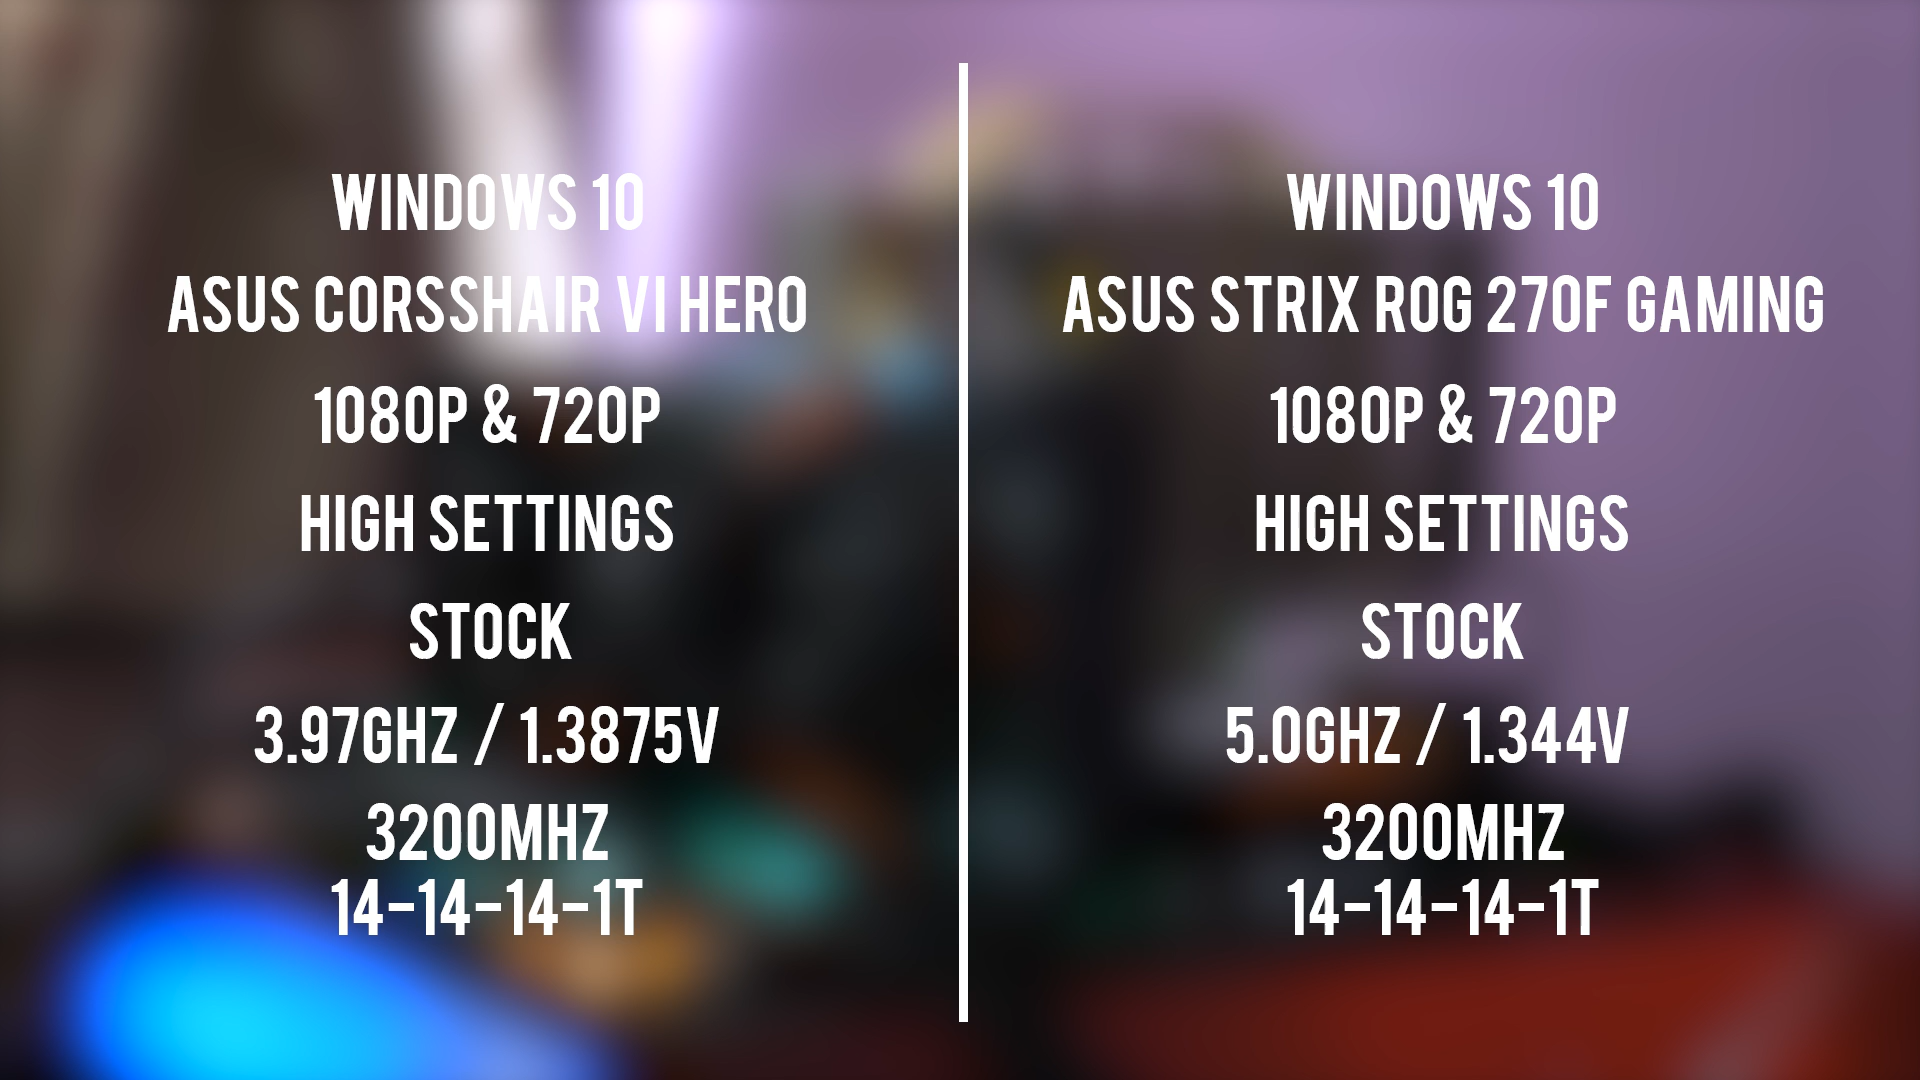 WINDOWS 10
ASUS CORSSHAIR VI HERO
1080P & 720P
HIGH SETTINGS
STOCK
3.97GHZ / 1.3875V
3200MHZ
14-14-14-1T
WINDOWS 10
ASUS STRIX ROG 270F GAMING
1080P & 720P
HIGH SETTINGS
STOCK
5.0GHZ / 1.344V
3200MHZ
14-14-14-1T